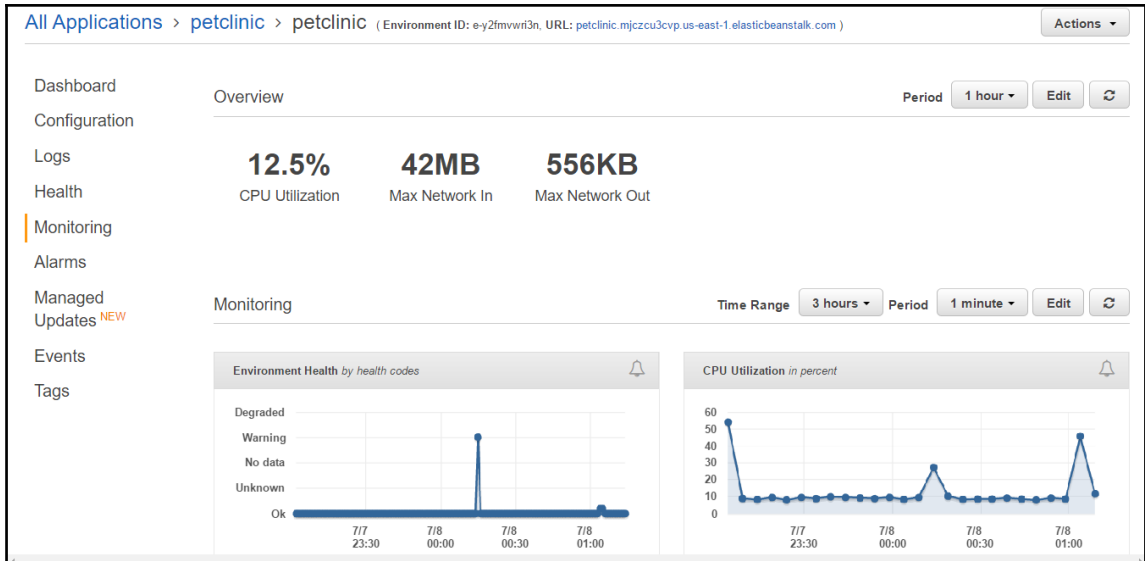 All Applications > petclinic > petclinic ( Environment ID: e-y2fmvwri3n, URL: petclinic.mjczcu3cvp.us-east-1.elasticbeanstalk.com )
Actions
Dashboard
Configuration
Logs
Health
Monitoring
Alarms
Managed
Updates NEW
Events
Tags
Overview
Period 1 hour Edit
12.5% 42MB 556KB
CPU Utilization Max Network In Max Network Out
Monitoring
Time Range 3 hours Period 1 minute Edit
Environment Health by health codes
Degraded
Warning
No data
Unknown
Ok
7/7 7/8 7/8 7/8
23:30 00:00 00:30 01:00
CPU Utilization in percent
60
50
40
30
20
10
0
7/7 7/8 7/8 7/8
23:30 00:00 00:30 01:00